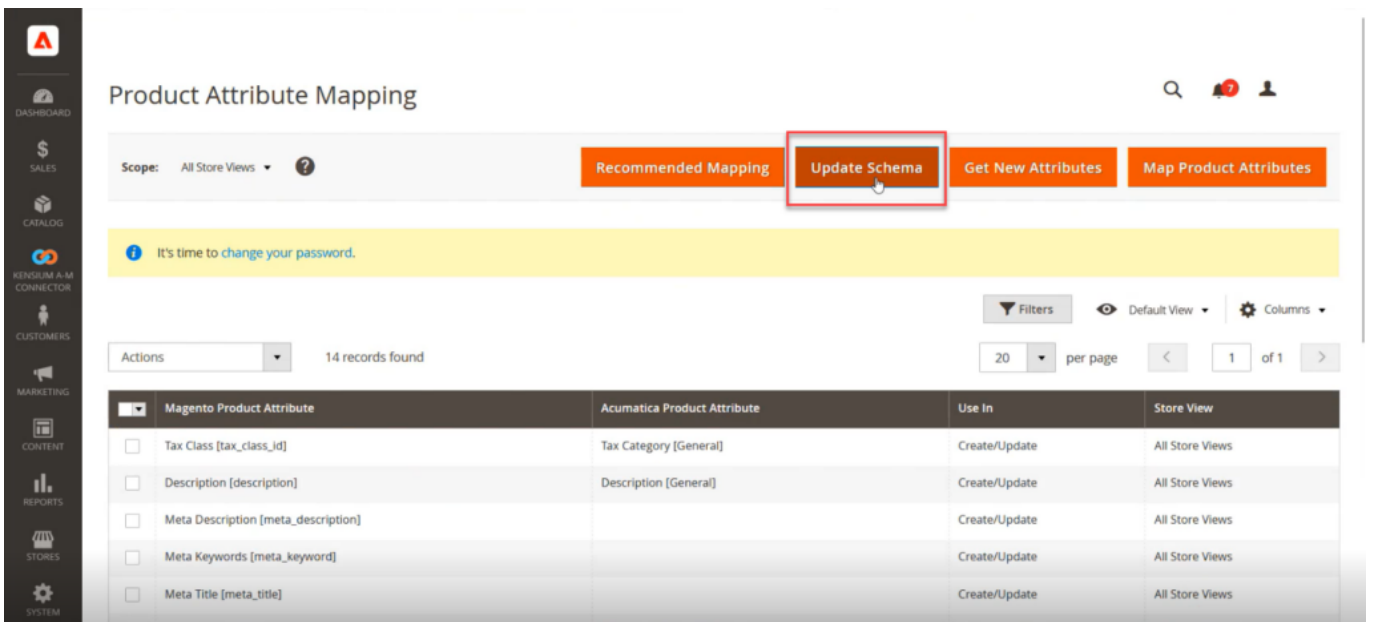 Product Attribute Mapping
7
DASHBOARD
SALES
CATALOG
KENSIUM A-M
CONNECTOR
CUSTOMERS
MARKETING
CONTENT
REPORTS
STORES
SYSTEM
Scope: All Store Views ?
Recommended Mapping Update Schema Get New Attributes Map Product Attributes
It's time to change your password.
Filters Default View Columns
Actions 14 records found 20 per page 1 of 1
Magento Product Attribute Acumatica Product Attribute Use In Store View
Tax Class [tax_class_id] Tax Category [General] Create/Update All Store Views
Description [description] Description [General] Create/Update All Store Views
Meta Description [meta_description] Create/Update All Store Views
Meta Keywords [meta_keyword] Create/Update All Store Views
Meta Title [meta_title] Create/Update All Store Views